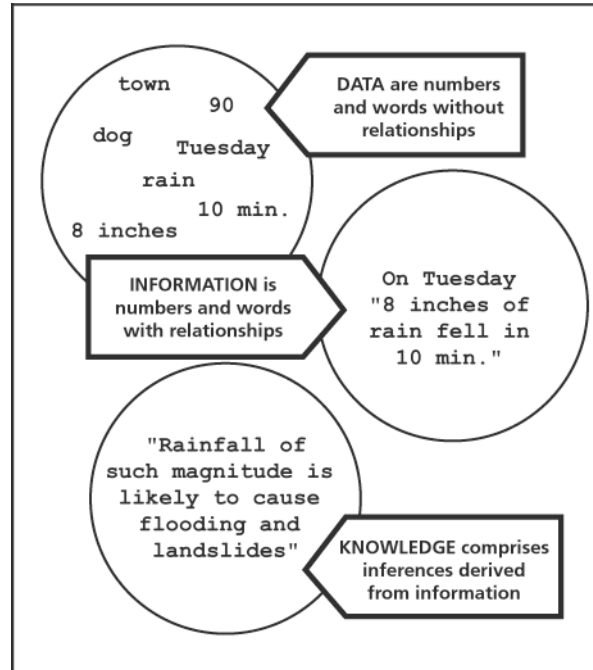 town
90
dog
Tuesday
rain
10 min.
8 inches
DATA are numbers
and words without
relationships
INFORMATION is
numbers and words
with relationships
On Tuesday
"8 inches of
rain fell in
10 min."
"Rainfall of
such magnitude is
likely to cause
flooding and
landslides"
KNOWLEDGE comprises
inferences derived
from information